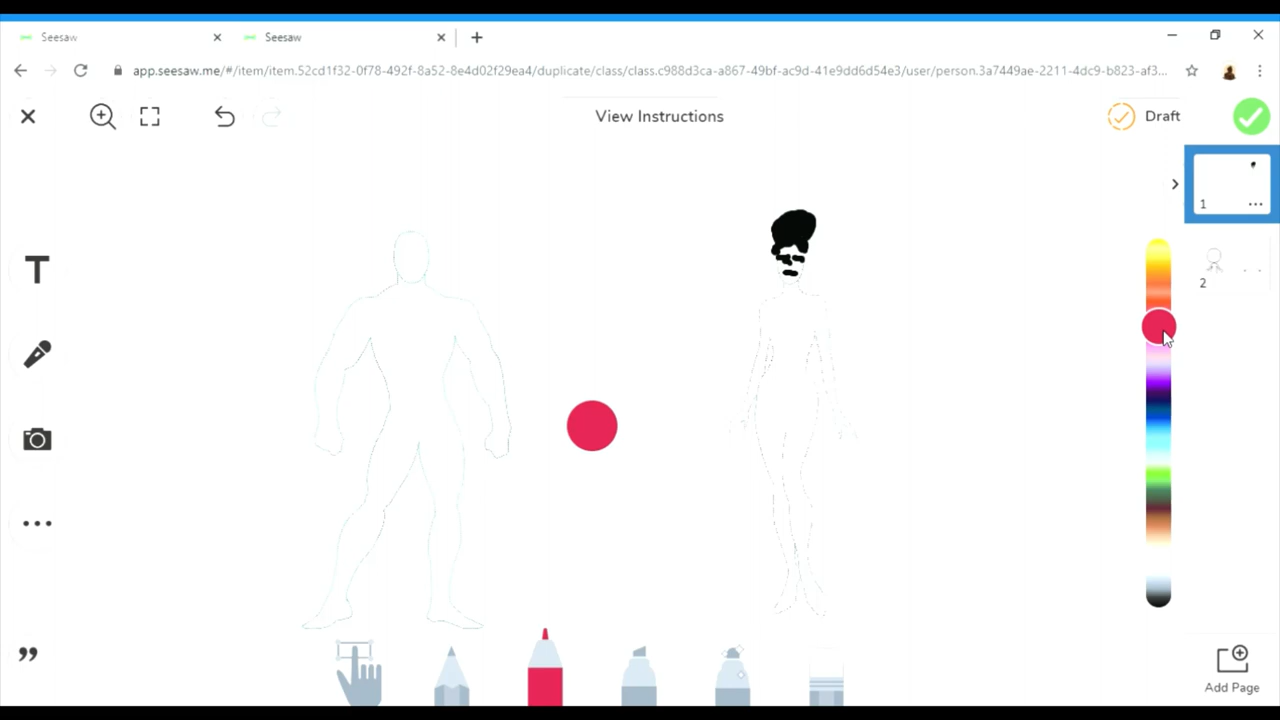 Seesaw
Seesaw
app.seesaw.me/#/item/item.52cd1f32-0f78-492f-8a52-8e4d02f29ea4/duplicate/class/class.c988d3ca-a867-49bf-ac9d-41e9dd6d54e3/user/person.3a7449ae-2211-4dc9-b823-af3...
View Instructions
Draft
1
2
T
Add Page